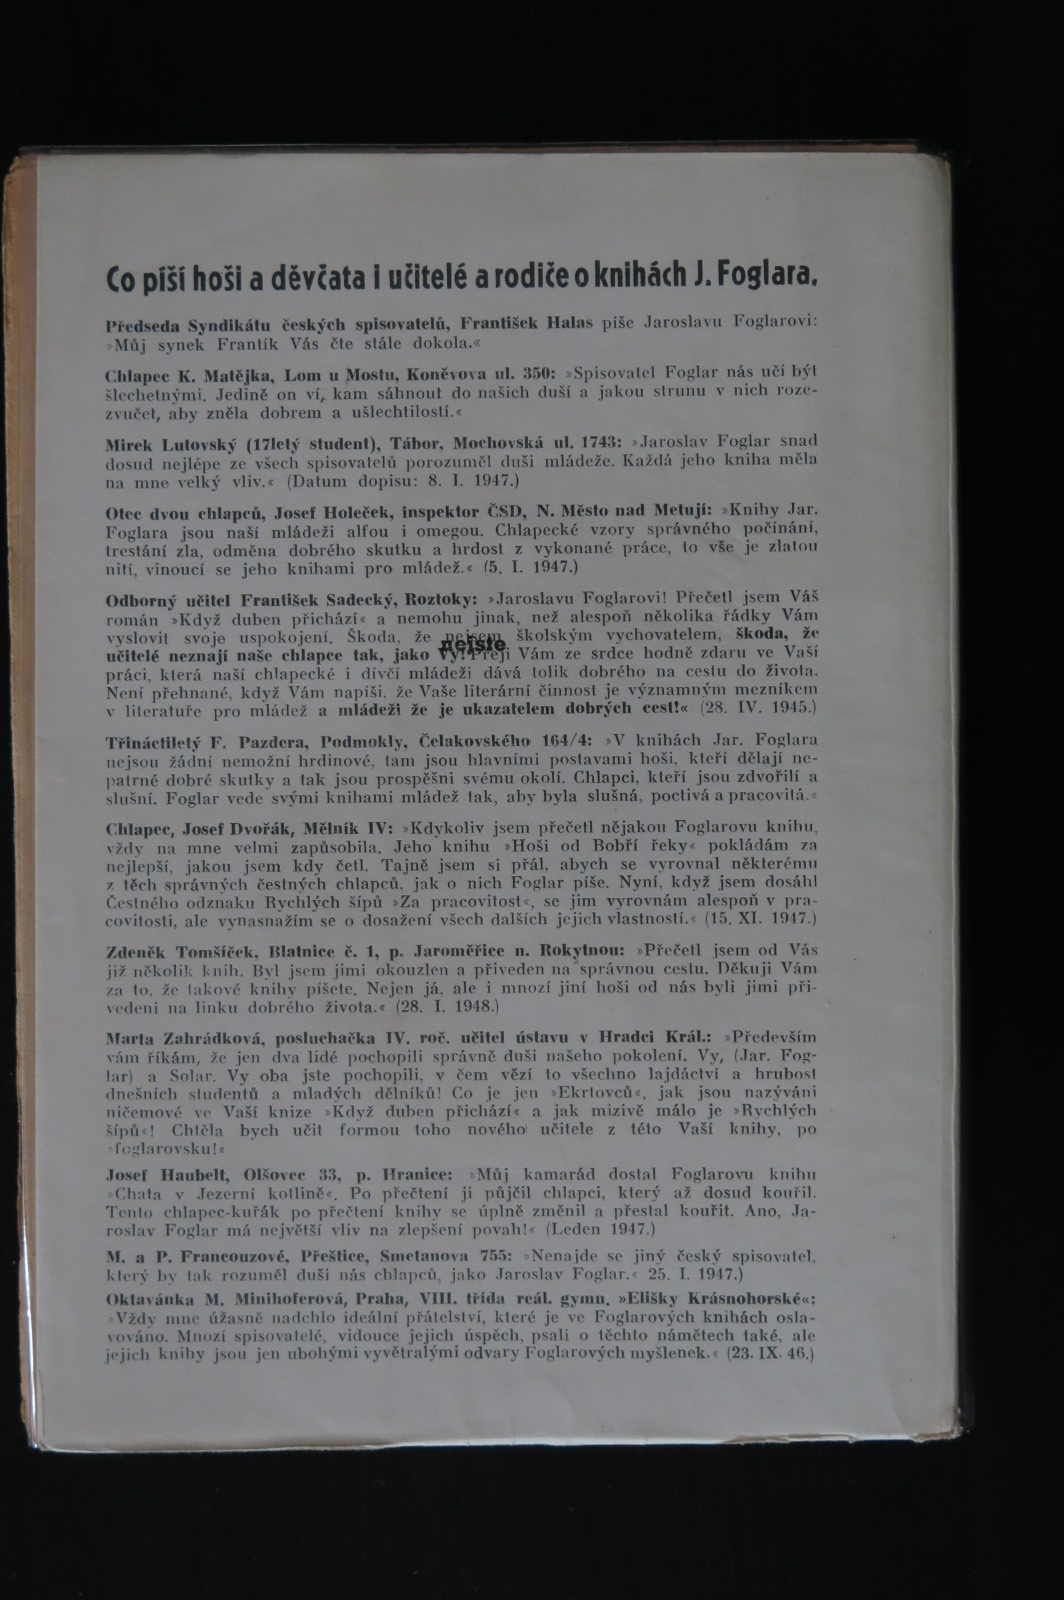 Co píší hoši a děvčata i učitelé a rodiče o knihách J. Foglara.
Předseda Syndikátu českých spisovatelů, František Halas píše Jaroslavu Foglarovi:
»Můj synek Frantík Vás čte stále dokola.«
Chlapec K. Matějka, Lom u Mostu, Koněvova ul. 350: »Spisovatel Foglar nás učí být
šlechetnými. Jedině on ví, kam sáhnout do našich duší a jakou strunu v nich roze-
zvučet, aby zněla dobrem a ušlechtilostí.«
Mirek Lutovský (17letý student), Tábor, Mochovská ul. 1743: »Jaroslav Foglar snad
dosud nejlépe ze všech spisovatelů porozuměl duši mládeže. Každá jeho kniha měla
na mne velký vliv.« (Datum dopisu: 8. I. 1947.)
Otec dvou chlapců, Josef Holeček, inspektor ČSD, N. Město nad Metují: »Knihy Jar.
Foglara jsou naší mládeži alfou i omegou. Chlapecké vzory správného počínání,
trestání zla, odměna dobrého skutku a hrdost z vykonané práce, to vše je zlatou
nití, vinoucí se jeho knihami pro mládež.« (5. I. 1947.)
Odborný učitel František Sadecký, Roztoky: »Jaroslavu Foglarovi! Přečetl jsem Váš
román »Když duben přichází« a nemohu jinak, než alespoň několika řádky Vám
vyslovit svoje uspokojení. Škoda, že nejste školským vychovatelem, škoda, že
učitelé neznají naše chlapce tak, jako Vy! Přeji Vám ze srdce hodně zdaru ve Vaší
práci, která naší chlapecké i dívčí mládeži dává tolik dobrého na cestu do života.
Není přehnané, když Vám napíši, že Vaše literární činnost je významným mezníkem
v literatuře pro mládež a mládeži že je ukazatelem dobrých cest!« (28. IV. 1945.)
Třináctiletý F. Pazdera, Podmokly, Čelakovského 164/4: »V knihách Jar. Foglara
nejsou žádní nemožní hrdinové, tam jsou hlavními postavami hoši, kteří dělají ne-
patrné dobré skutky a tak jsou prospěšni svému okolí. Chlapci, kteří jsou zdvořilí a
slušní. Foglar vede svými knihami mládež tak, aby byla slušná, poctivá a pracovitá.«
Chlapec, Josef Dvořák, Mělník IV: »Kdykoliv jsem přečetl nějakou Foglarovu knihu,
vždy na mne velmi zapůsobila. Jeho knihu »Hoši od Bobří řeky« pokládám za
nejlepší, jakou jsem kdy četl. Tajně jsem si přál, abych se vyrovnal některému
z těch správných čestných chlapců, jak o nich Foglar píše. Nyní, když jsem dosáhl
Čestného odznaku Rychlých šípů »Za pracovitost«, se jim vyrovnám alespoň v pra-
covitosti, ale vynasnažím se o dosažení všech dalších jejich vlastností.« (15. XI. 1947.)
Zdeněk Tomšíček, Blatnice č. 1, p. Jaroměřice n. Rokytnou: »Přečetl jsem od Vás
již několik knih. Byl jsem jimi okouzlen a přiveden na správnou cestu. Děkuji Vám
za to, že takové knihy píšete. Nejen já, ale i mnozí jiní hoši od nás byli jimi při-
vedeni na linku dobrého života.« (28. I. 1948.)
Marta Zahrádková, posluchačka IV. roč. učitel ústavu v Hradci Král.: »Především
vám říkám, že jen dva lidé pochopili správně duši našeho pokolení. Vy, (Jar. Fog-
lar) a Solar. Vy oba jste pochopili, v čem vězí to všechno lajdáctví a hrubost
dnešních studentů a mladých dělníků! Co je jen »Ekrtovců«, jak jsou nazýváni
ničemové ve Vaší knize »Když duben přichází« a jak mizivě málo je »Rychlých
šípů«! Chtěla bych učit formou toho nového učitele z této Vaší knihy, po
»foglarovsku!«
Josef Haubelt, Olšovec 33, p. Hranice: »Můj kamarád dostal Foglarovu knihu
»Chata v Jezerní kotlině«. Po přečtení ji půjčil chlapci, který až dosud kouřil.
Tento chlapec-kuřák po přečtení knihy se úplně změnil a přestal kouřit. Ano, Ja-
roslav Foglar má největší vliv na zlepšení povah!« (Leden 1947.)
M. a P. Francouzové, Přeštice, Smetanova 755: »Nenajde se jiný český spisovatel,
který by tak rozuměl duši nás chlapců, jako Jaroslav Foglar.« 25. I. 1947.)
Oktavánka M. Minihoferová, Praha, VIII. třída reál. gymn. »Elišky Krásnohorské«:
»Vždy mne úžasně nadchlo ideální přátelství, které je ve Foglarových knihách osla-
vováno. Mnozí spisovatelé, vidouce jejich úspěch, psali o těchto námětech také, ale
jejich knihy jsou jen ubohými vyvětralými odvary Foglarových myšlenek.« (23. IX. 46.)